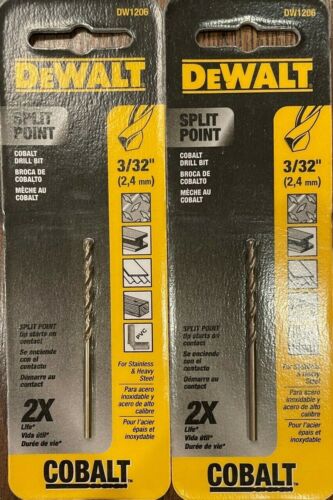 DW1206
DEWALT
SPLIT
POINT
COBALT
DRILL BIT
BROCA DE
COBALTO
MÈCHE AU
COBALT
3/32"
(2,4 mm)
PVC
SPLIT POINT
tip starts on
contact
Se enciende
con el
contacto
Démarre au
contact
2X
Life*
Vida útil*
Durée de vie*
For Stainless
& Heavy
Steel
Para acero
inoxidable y
acero de alto
calibre
Pour l'acier
épais et
inoxydable
COBALT
DW1206
DEWALT
SPLIT
POINT
COBALT
DRILL BIT
BROCA DE
COBALTO
MÈCHE AU
COBALT
3/32"
(2,4 mm)
PVC
SPLIT POINT
tip starts on
contact
Se enciende
con el
contacto
Démarre au
contact
2X
Life*
Vida útil*
Durée de vie*
For Stainless
& Heavy
Steel
Para acero
inoxidable y
acero de alto
calibre
Pour l'acier
épais et
inoxydable
COBALT